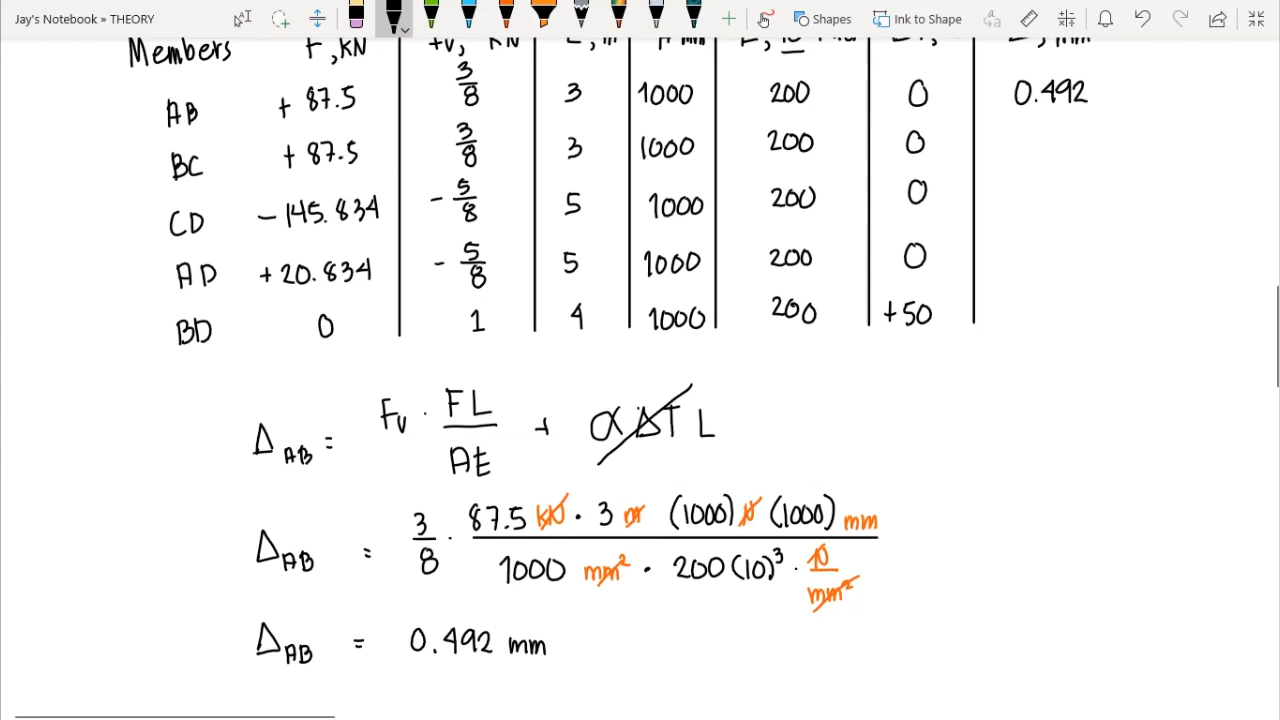 Jay's Notebook » THEORY
Shapes
Ink to Shape
Members F, kN Fv, kN L, m
AB + 87.5 3/8 3 1000 200 0 0.492
BC + 87.5 3/8 3 1000 200 0
CD - 145.834 - 5/8 5 1000 200 0
AD + 20.834 - 5/8 5 1000 200 0
BD 0 1 4 1000 200 +50
Δ_AB = Fv · FL/AE + αΔT L
Δ_AB = 3/8 · 87.5 kN · 3 m (1000) N (1000) mm / 1000 mm² · 200(10)³ · N/mm²
Δ_AB = 0.492 mm